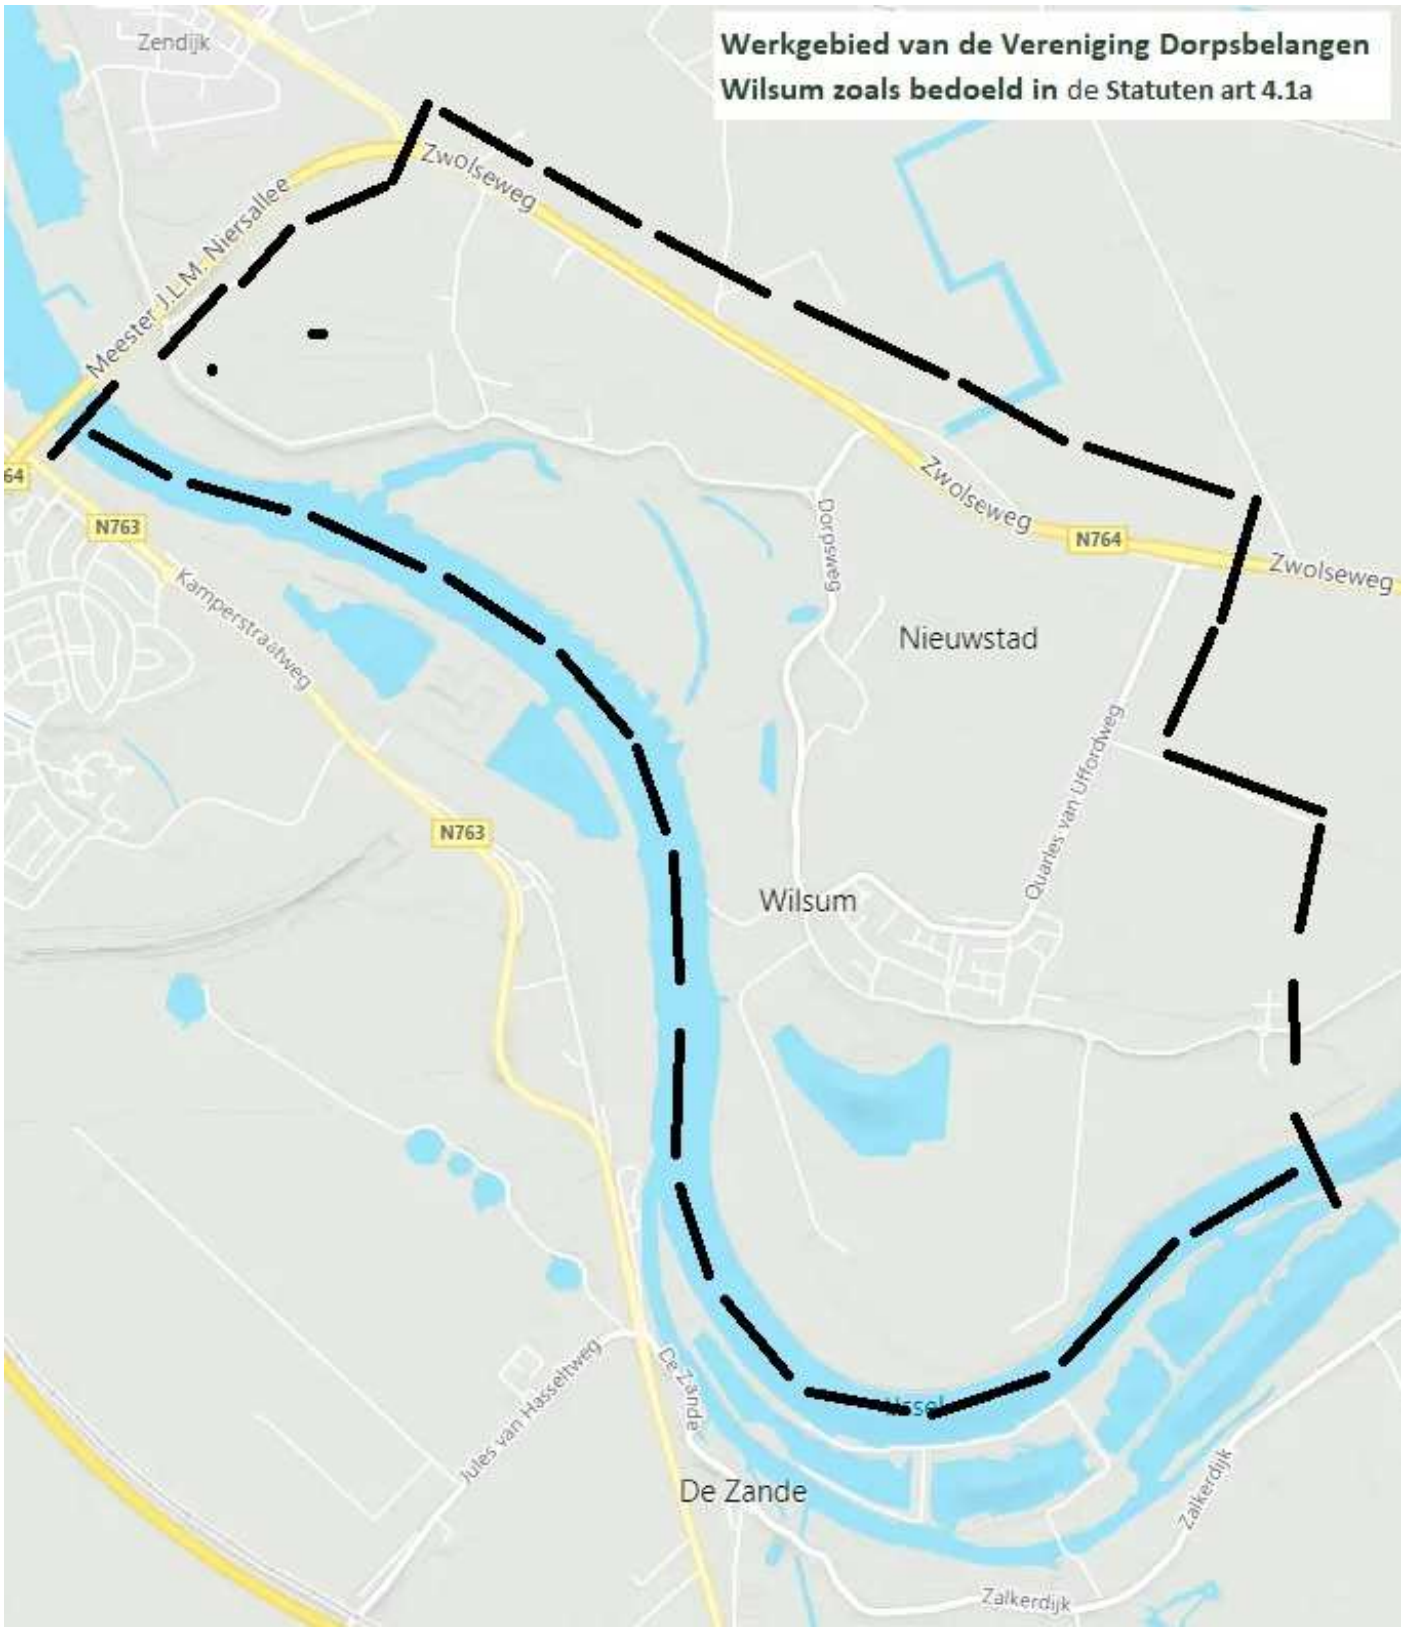 Zendijk
Werkgebied van de Vereniging Dorpsbelangen
Wilsum zoals bedoeld in de Statuten art 4.1a
Zwolseweg
Meester J.L.M. Niersallee
64
N763
Kamperstraatweg
Dorpsweg
Zwolseweg
N764
Zwolseweg
Nieuwstad
Quarles van Uffordweg
N763
Wilsum
IJssel
De Zande
Jules van Hasseltweg
De Zande
Zalkerdijk
Zalkerdijk